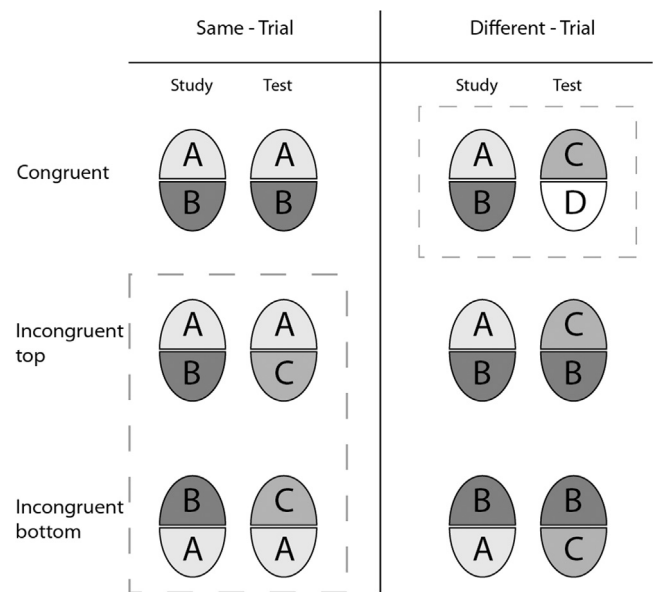 Same - Trial Different - Trial
Study Test Study Test
Congruent
A A A C
B B B D
Incongruent
top
A A A C
B C B B
Incongruent
bottom
B C B B
A A A C